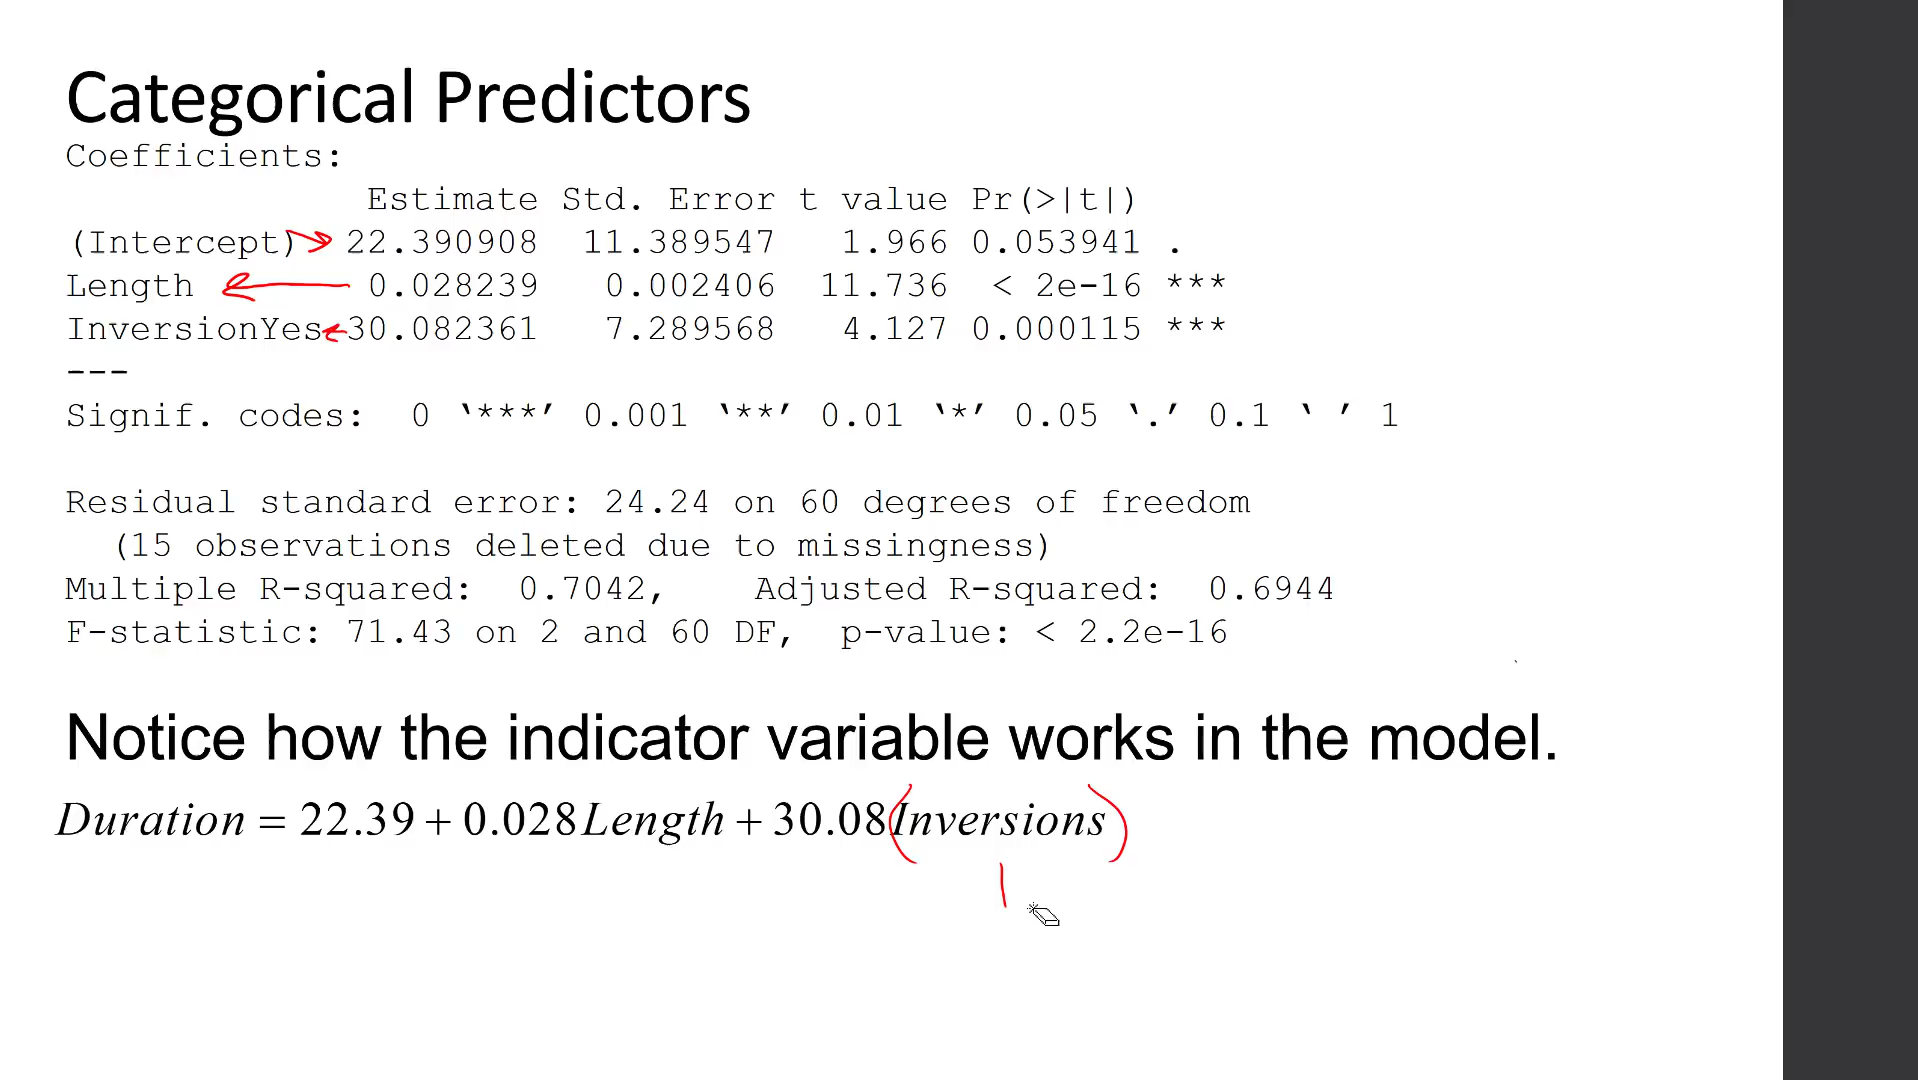 Categorical Predictors
Coefficients:
Estimate Std. Error t value Pr(>|t|)
(Intercept) 22.390908 11.389547 1.966 0.053941 .
Length 0.028239 0.002406 11.736 < 2e-16 ***
InversionYes 30.082361 7.289568 4.127 0.000115 ***
---
Signif. codes: 0 ‘***’ 0.001 ‘**’ 0.01 ‘*’ 0.05 ‘.’ 0.1 ‘ ’ 1
Residual standard error: 24.24 on 60 degrees of freedom
(15 observations deleted due to missingness)
Multiple R-squared: 0.7042, Adjusted R-squared: 0.6944
F-statistic: 71.43 on 2 and 60 DF, p-value: < 2.2e-16
Notice how the indicator variable works in the model.
Duration = 22.39 + 0.028Length + 30.08(Inversions)
1